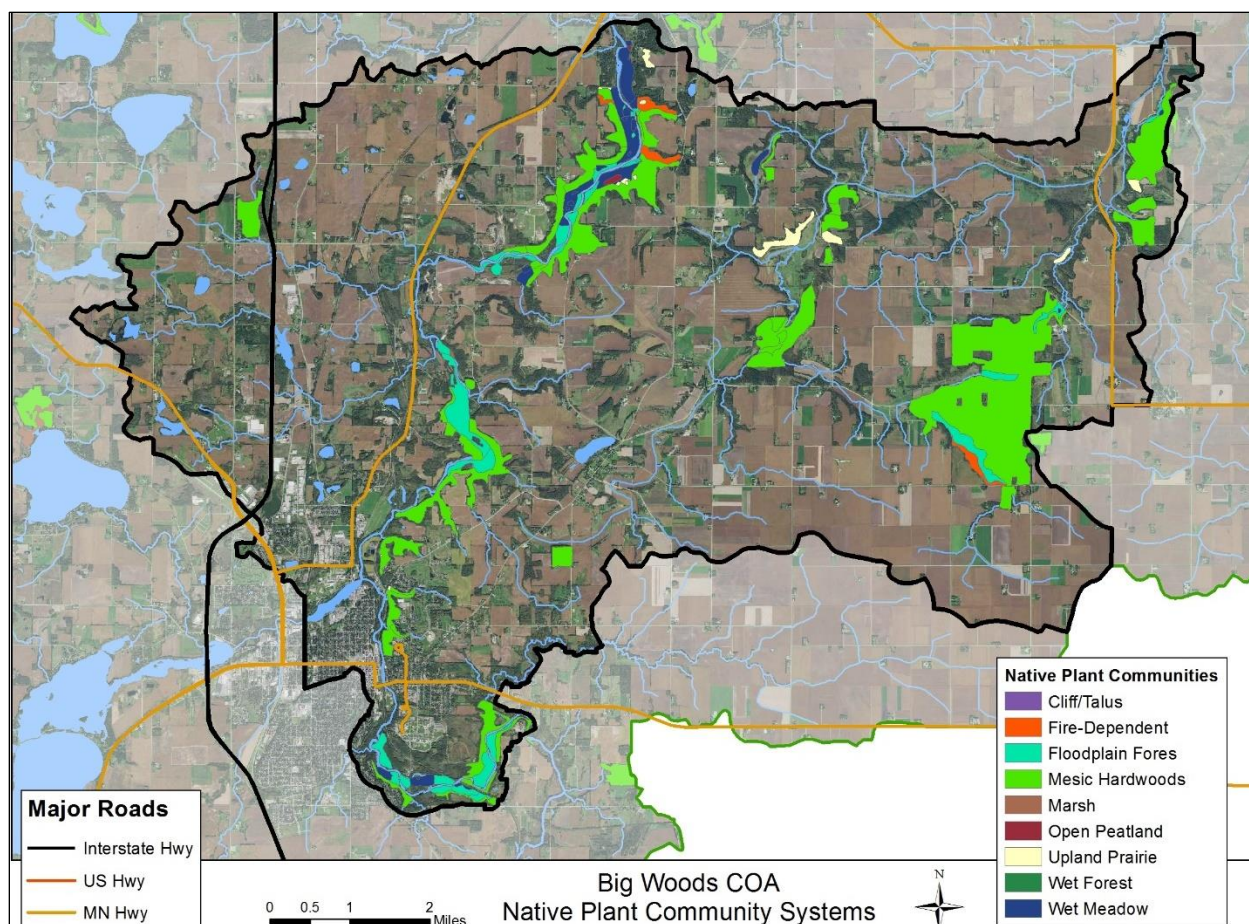 Native Plant Communities
Cliff/Talus
Fire-Dependent
Floodplain Fores
Mesic Hardwoods
Marsh
Open Peatland
Upland Prairie
Wet Forest
Wet Meadow
Major Roads
Interstate Hwy
US Hwy
MN Hwy
0 0.5 1 2
Miles
Big Woods COA
Native Plant Community Systems
N